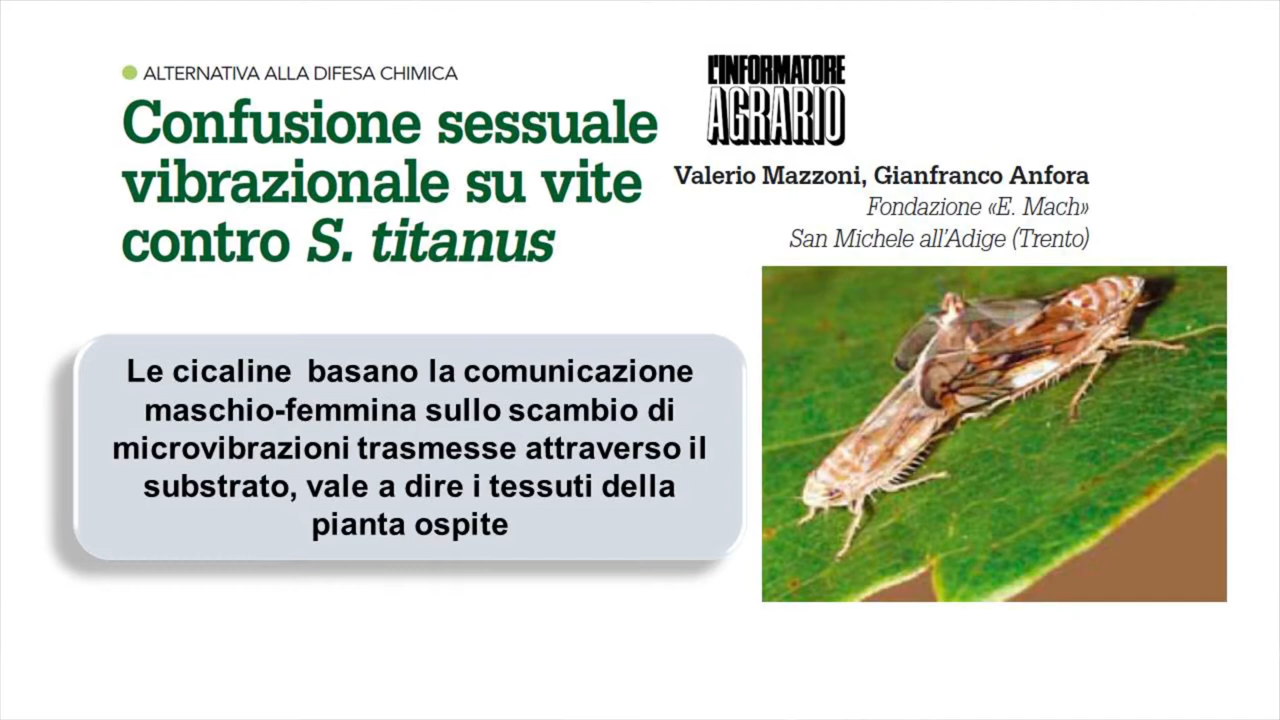 ALTERNATIVA ALLA DIFESA CHIMICA
Confusione sessuale
vibrazionale su vite
contro S. titanus
L'INFORMATORE
AGRARIO
Valerio Mazzoni, Gianfranco Anfora
Fondazione «E. Mach»
San Michele all'Adige (Trento)
Le cicaline basano la comunicazione
maschio-femmina sullo scambio di
microvibrazioni trasmesse attraverso il
substrato, vale a dire i tessuti della
pianta ospite